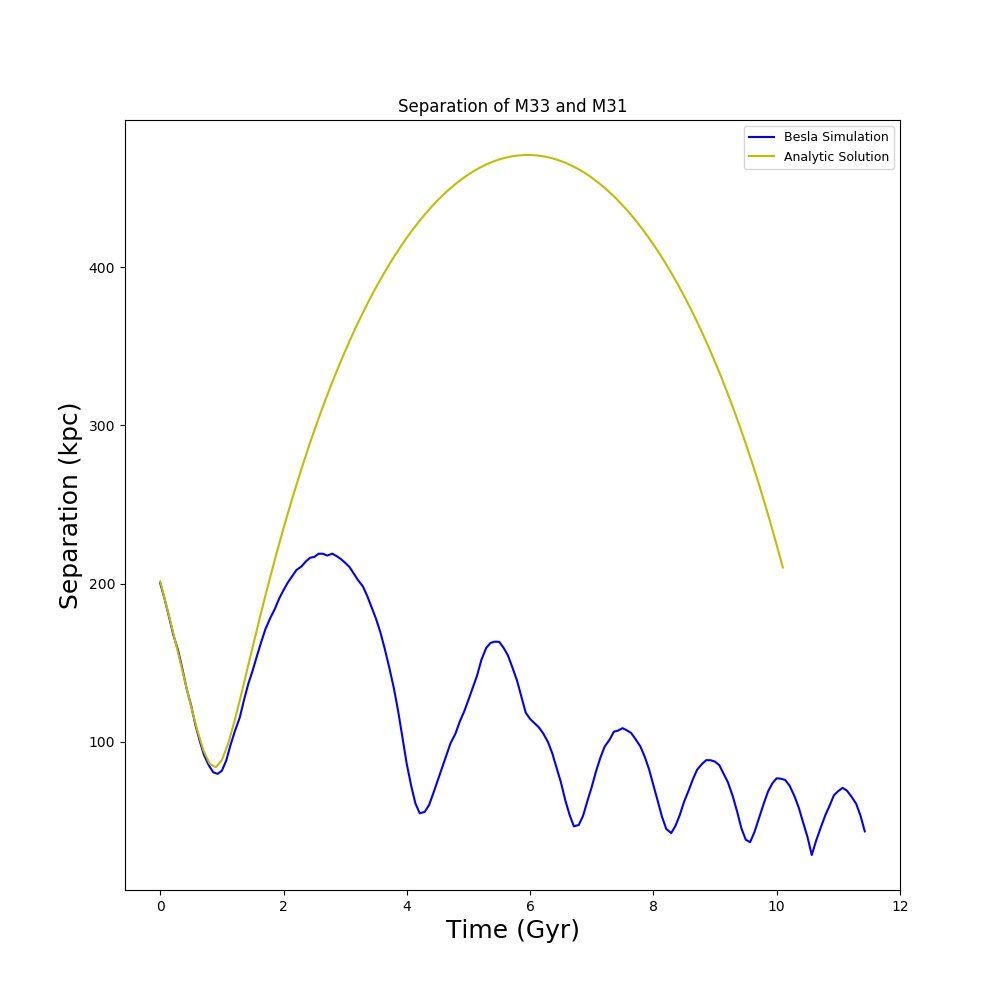 Separation of M33 and M31
Besla Simulation
Analytic Solution
Separation (kpc)
400
300
200
100
0 2 4 6 8 10 12
Time (Gyr)